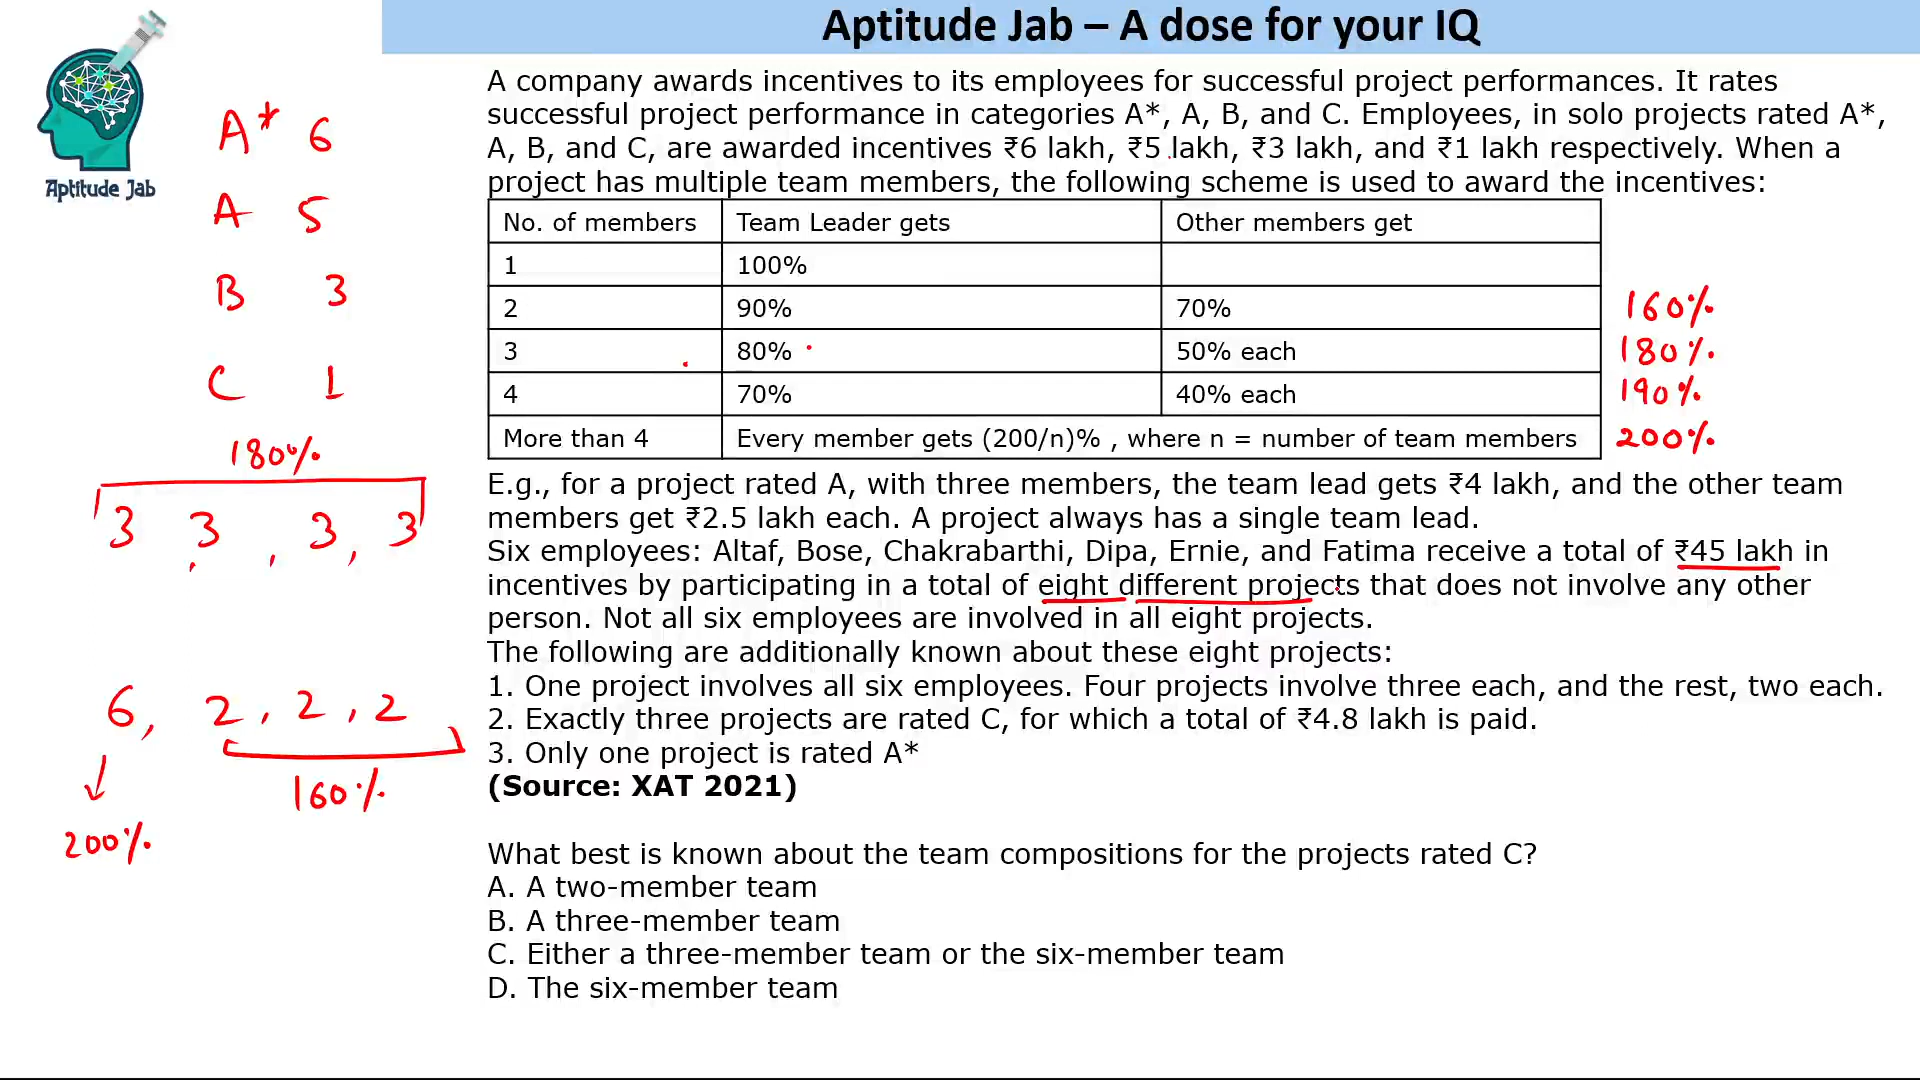 Aptitude Jab – A dose for your IQ
Aptitude Jab
A company awards incentives to its employees for successful project performances. It rates
successful project performance in categories A*, A, B, and C. Employees, in solo projects rated A*,
A, B, and C, are awarded incentives ₹6 lakh, ₹5 lakh, ₹3 lakh, and ₹1 lakh respectively. When a
project has multiple team members, the following scheme is used to award the incentives:
No. of members Team Leader gets Other members get
1 100%
2 90% 70%
3 80% 50% each
4 70% 40% each
More than 4 Every member gets (200/n)% , where n = number of team members
160%
180%
190%
200%
E.g., for a project rated A, with three members, the team lead gets ₹4 lakh, and the other team
members get ₹2.5 lakh each. A project always has a single team lead.
Six employees: Altaf, Bose, Chakrabarthi, Dipa, Ernie, and Fatima receive a total of ₹45 lakh in
incentives by participating in a total of eight different projects that does not involve any other
person. Not all six employees are involved in all eight projects.
The following are additionally known about these eight projects:
1. One project involves all six employees. Four projects involve three each, and the rest, two each.
2. Exactly three projects are rated C, for which a total of ₹4.8 lakh is paid.
3. Only one project is rated A*
(Source: XAT 2021)
What best is known about the team compositions for the projects rated C?
A. A two-member team
B. A three-member team
C. Either a three-member team or the six-member team
D. The six-member team
A* 6
A 5
B 3
C 1
180%
3 3 , 3, 3
6, 2, 2, 2
160%
200%